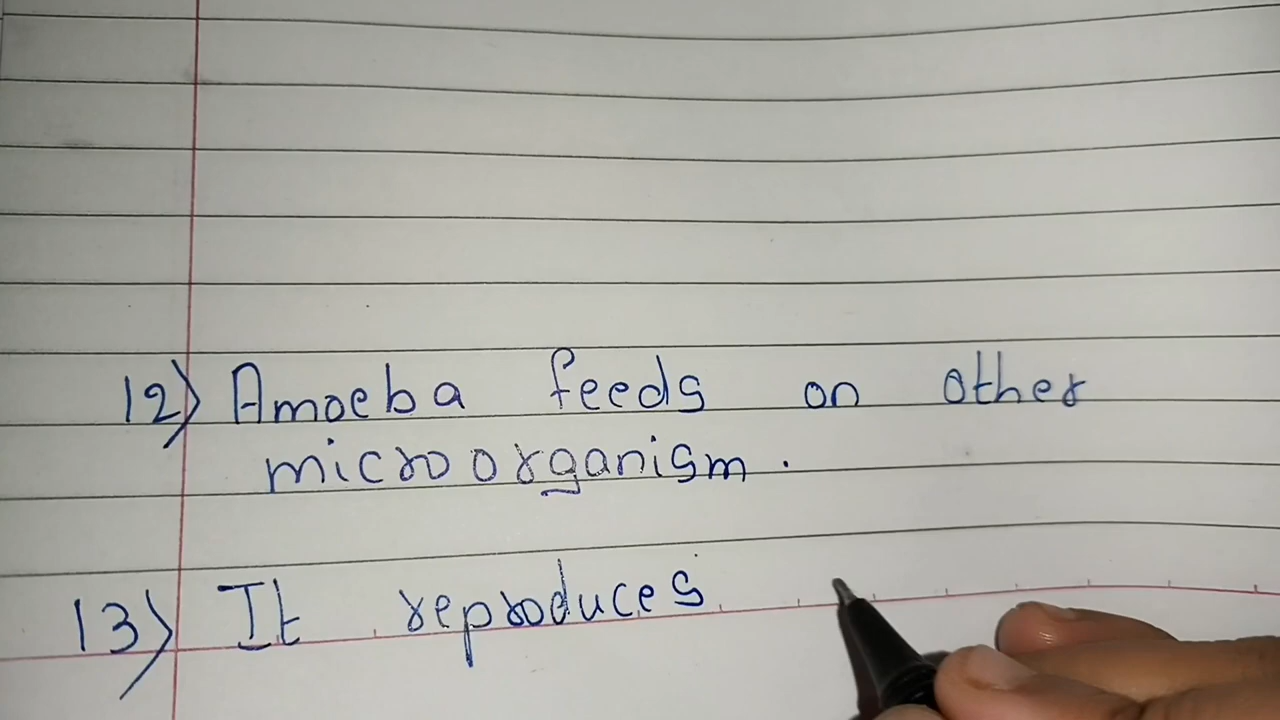 12) Amoeba feeds on other
microorganism.
13) It reproduces